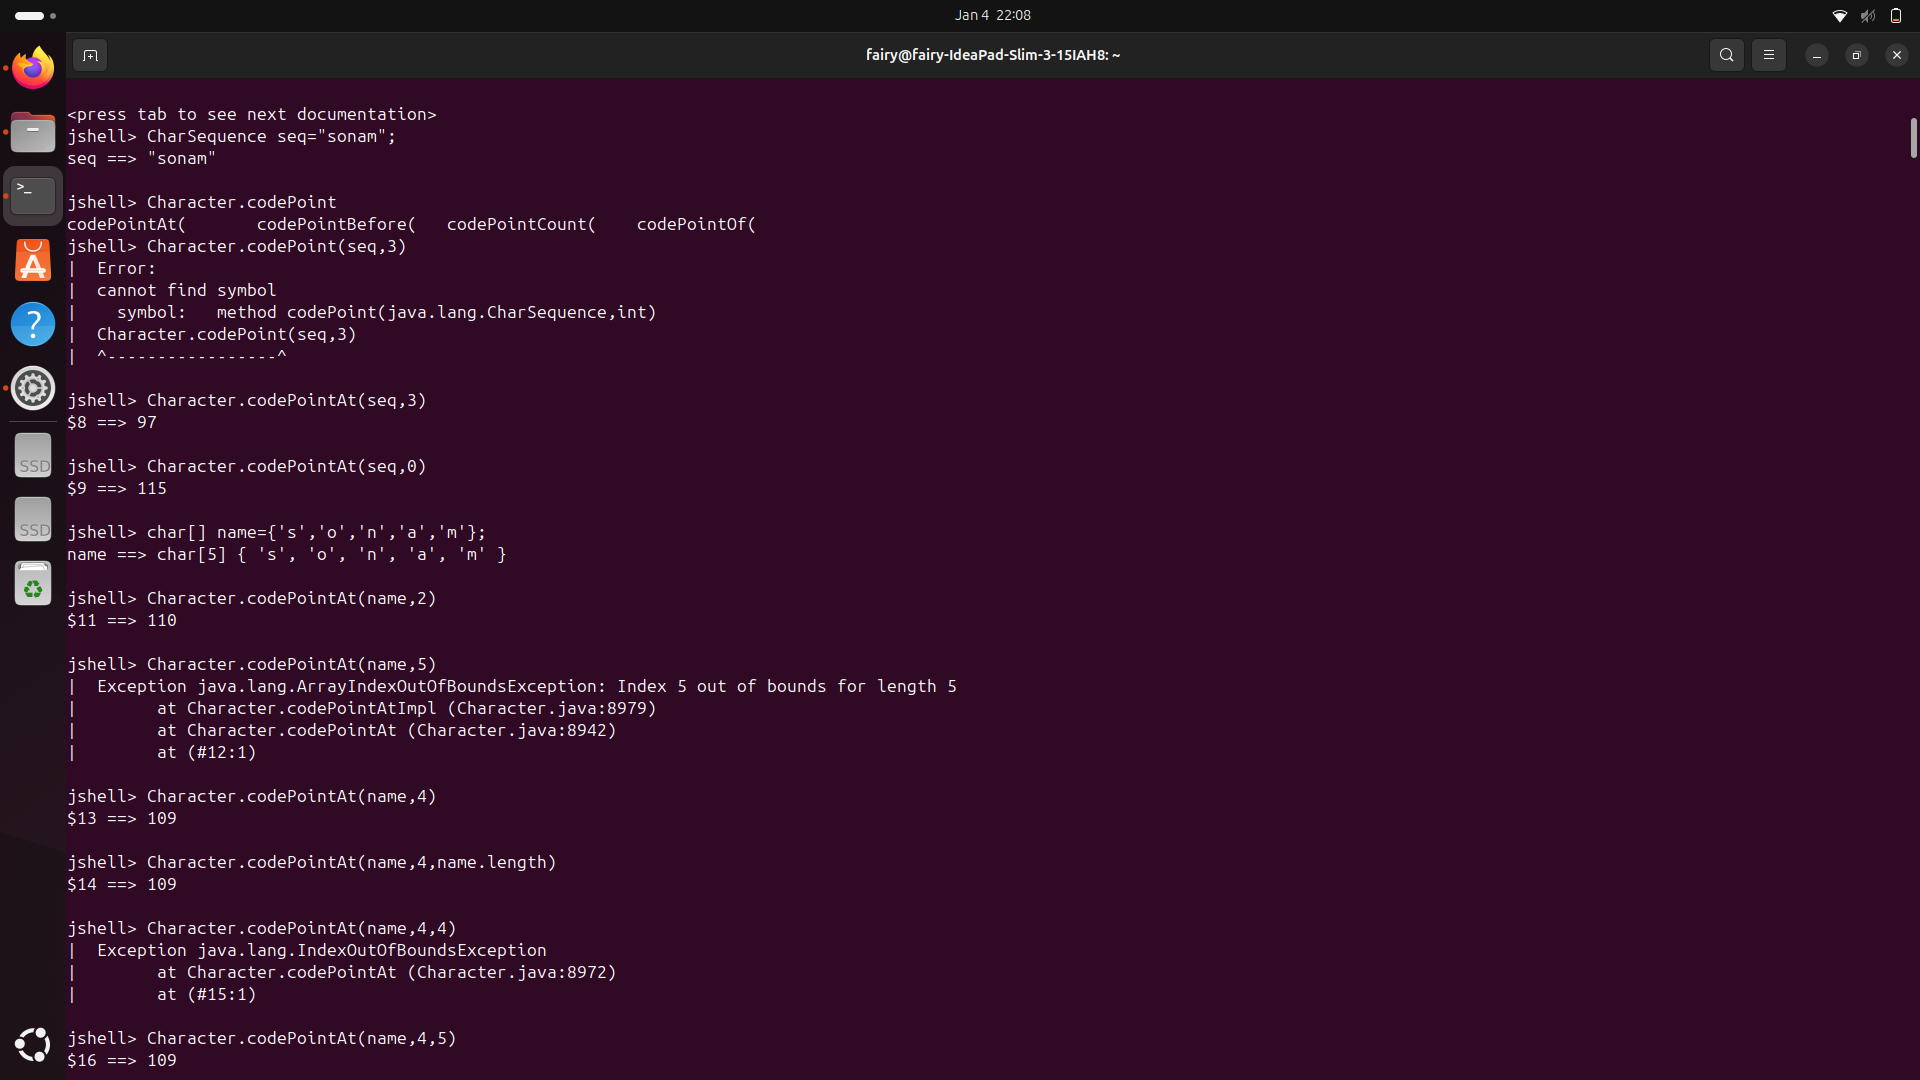 Jan 4 22:08
fairy@fairy-IdeaPad-Slim-3-15IAH8: ~
<press tab to see next documentation>
jshell> CharSequence seq="sonam";
seq ==> "sonam"
jshell> Character.codePoint
codePointAt(       codePointBefore(   codePointCount(    codePointOf(
jshell> Character.codePoint(seq,3)
|  Error:
|  cannot find symbol
|    symbol:   method codePoint(java.lang.CharSequence,int)
|  Character.codePoint(seq,3)
|  ^-----------------^
jshell> Character.codePointAt(seq,3)
$8 ==> 97
jshell> Character.codePointAt(seq,0)
$9 ==> 115
jshell> char[] name={'s','o','n','a','m'};
name ==> char[5] { 's', 'o', 'n', 'a', 'm' }
jshell> Character.codePointAt(name,2)
$11 ==> 110
jshell> Character.codePointAt(name,5)
|  Exception java.lang.ArrayIndexOutOfBoundsException: Index 5 out of bounds for length 5
|        at Character.codePointAtImpl (Character.java:8979)
|        at Character.codePointAt (Character.java:8942)
|        at (#12:1)
jshell> Character.codePointAt(name,4)
$13 ==> 109
jshell> Character.codePointAt(name,4,name.length)
$14 ==> 109
jshell> Character.codePointAt(name,4,4)
|  Exception java.lang.IndexOutOfBoundsException
|        at Character.codePointAt (Character.java:8972)
|        at (#15:1)
jshell> Character.codePointAt(name,4,5)
$16 ==> 109
>_
?
SSD
SSD